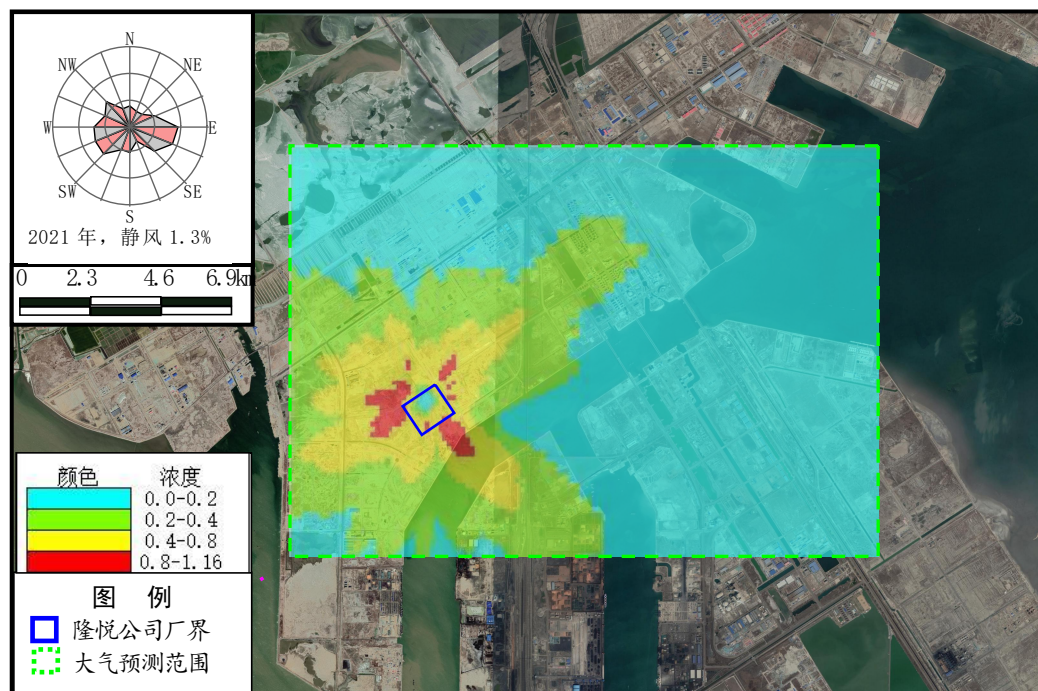 N
NW
NE
W
E
SW
SE
S
2021 年，静风 1.3%
0 2.3 4.6 6.9km
颜色 浓度
0.0-0.2
0.2-0.4
0.4-0.8
0.8-1.16
图 例
隆悦公司厂界
大气预测范围